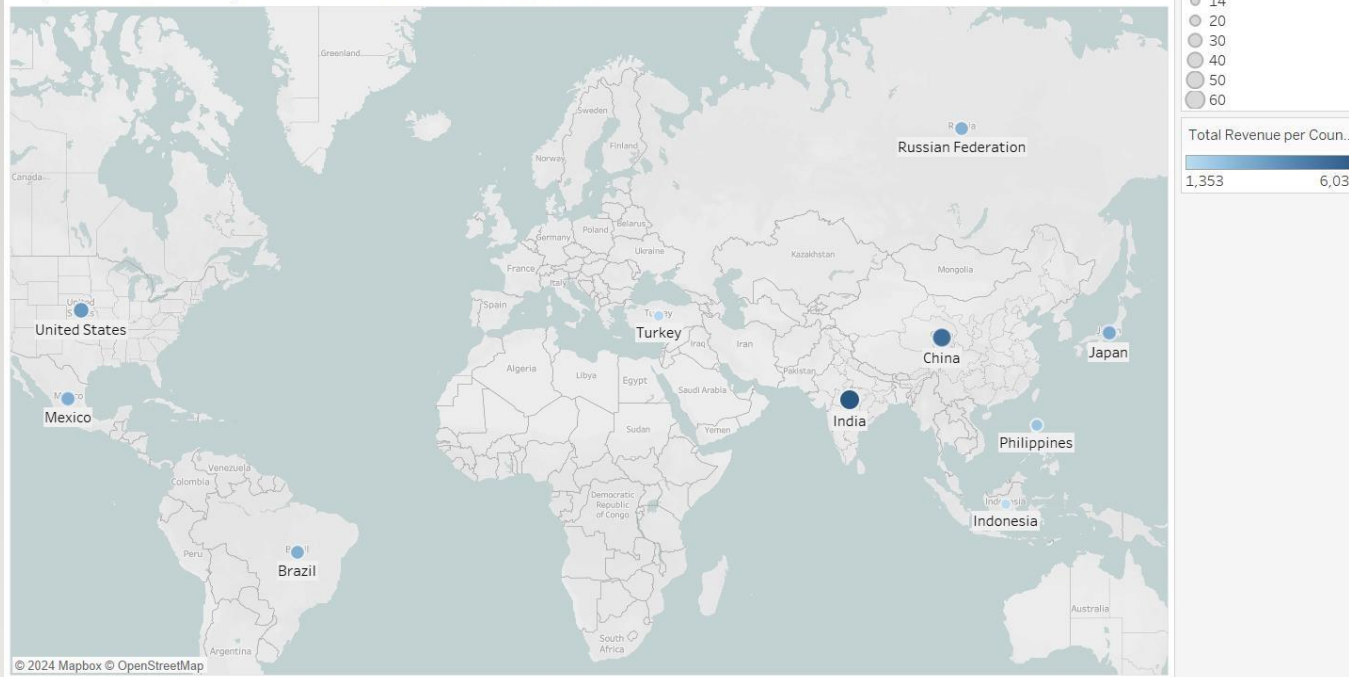 14
20
30
40
50
60
Total Revenue per Coun..
1,353
6,03
Greenland
Sweden
Russian Federation
Finland
Norway
Canada
Belarus
Poland
Germany
Ukraine
Kazakhstan
France
Mongolia
Italy
Spain
United
United States
Turkey
Japan
China
Iraq
Iran
Algeria
Libya
Egypt
Pakistan
Saudi Arabia
Mexico
India
Sudan
Yemen
Philippines
Venezuela
Colombia
Democratic
Republic
of Congo
Indonesia
Peru
Brazil
Australia
South
Africa
Argentina
© 2024 Mapbox © OpenStreetMap